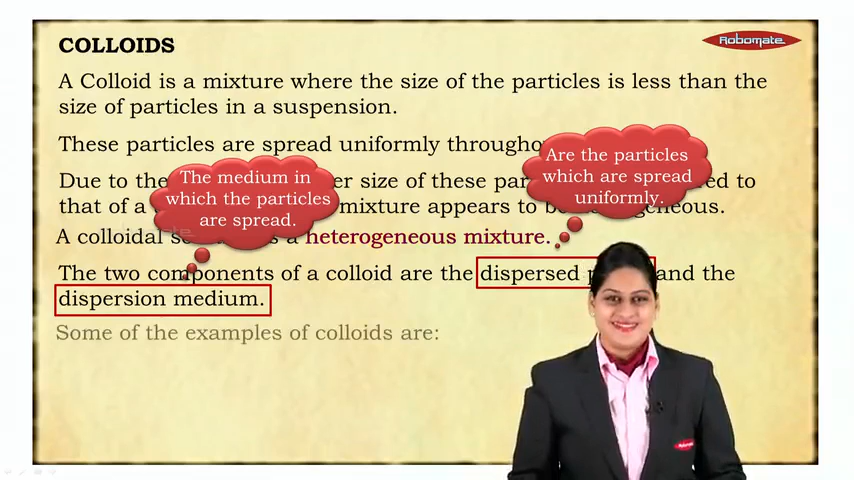 COLLOIDS
Robomate
A Colloid is a mixture where the size of the particles is less than the
size of particles in a suspension.
These particles are spread uniformly
Due to the er size of these ed to
that of a mixture appears to
A colloidal is a heterogeneous mixture.
The two components of a colloid are the dispersed and the
dispersion medium.
Some of the examples of colloids are:
The medium in
which the particles
are spread.
Are the particles
which are spread
uniformly.